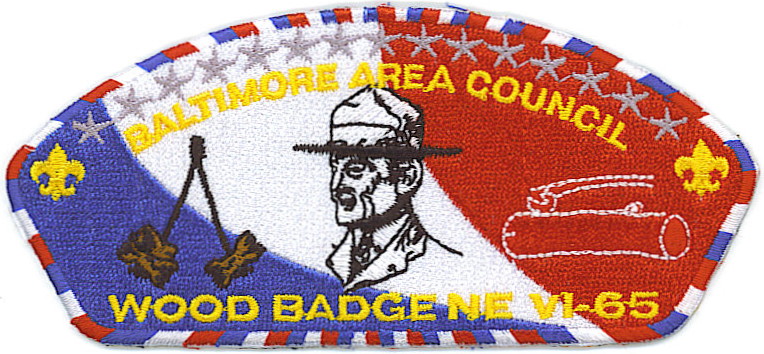 BALTIMORE AREA COUNCIL
WOOD BADGE NE VI-65